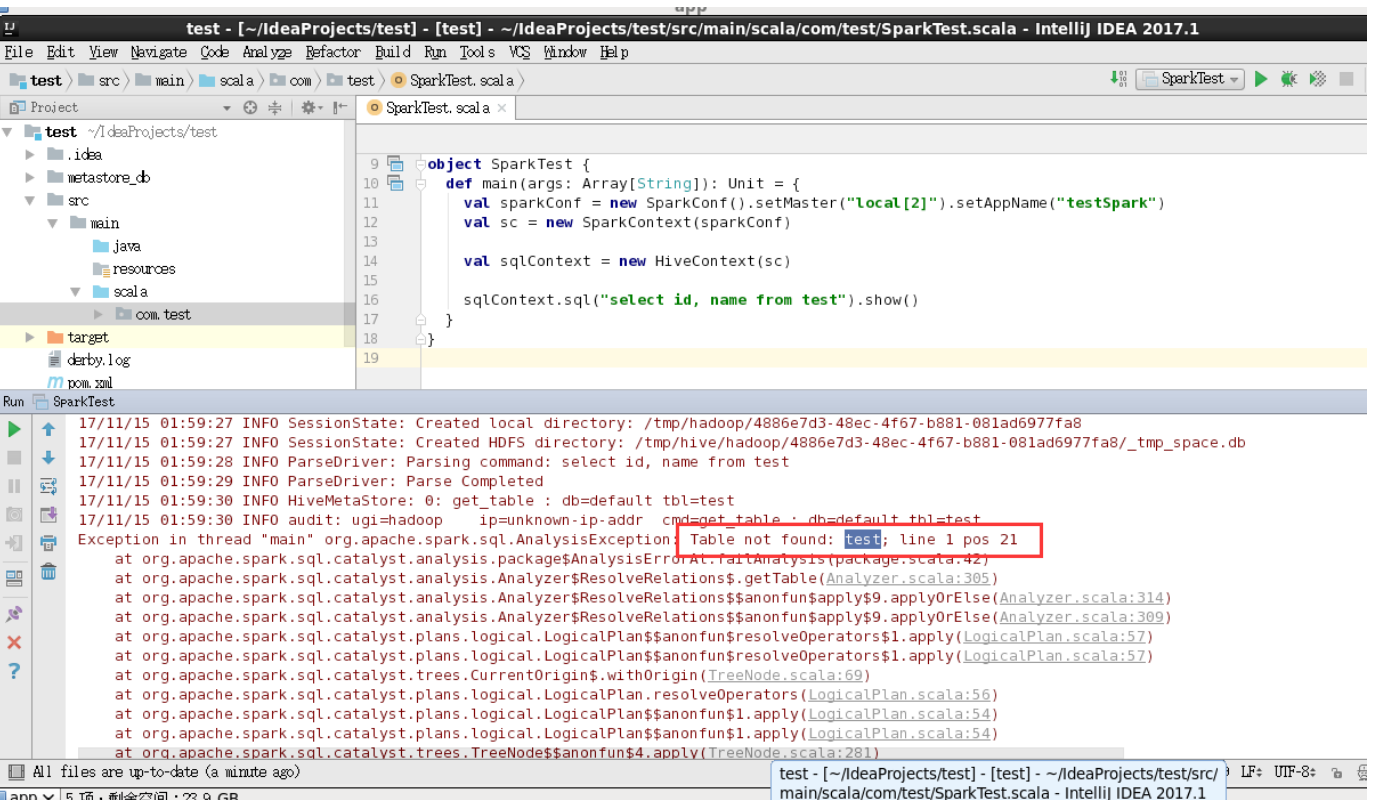 app
test - [~/IdeaProjects/test] - [test] - ~/IdeaProjects/test/src/main/scala/com/test/SparkTest.scala - IntelliJ IDEA 2017.1
File Edit View Navigate Code Analyze Refactor Build Run Tools VCS Window Help
test src main scala com test SparkTest.scala SparkTest
Project SparkTest.scala
test ~/IdeaProjects/test
.idea
metastore_db
src
main
java
resources
scala
com.test
target
derby.log
pom.xml
9 object SparkTest {
10 def main(args: Array[String]): Unit = {
11 val sparkConf = new SparkConf().setMaster("local[2]").setAppName("testSpark")
12 val sc = new SparkContext(sparkConf)
13
14 val sqlContext = new HiveContext(sc)
15
16 sqlContext.sql("select id, name from test").show()
17 }
18 }
19
Run SparkTest
17/11/15 01:59:27 INFO SessionState: Created local directory: /tmp/hadoop/4886e7d3-48ec-4f67-b881-081ad6977fa8
17/11/15 01:59:27 INFO SessionState: Created HDFS directory: /tmp/hive/hadoop/4886e7d3-48ec-4f67-b881-081ad6977fa8/_tmp_space.db
17/11/15 01:59:28 INFO ParseDriver: Parsing command: select id, name from test
17/11/15 01:59:29 INFO ParseDriver: Parse Completed
17/11/15 01:59:30 INFO HiveMetaStore: 0: get_table : db=default tbl=test
17/11/15 01:59:30 INFO audit: ugi=hadoop ip=unknown-ip-addr cmd=get_table : db=default tbl=test
Exception in thread "main" org.apache.spark.sql.AnalysisException: Table not found: test; line 1 pos 21
at org.apache.spark.sql.catalyst.analysis.package$AnalysisErrorAt.failAnalysis(package.scala:42)
at org.apache.spark.sql.catalyst.analysis.Analyzer$ResolveRelations$.getTable(Analyzer.scala:305)
at org.apache.spark.sql.catalyst.analysis.Analyzer$ResolveRelations$$anonfun$apply$9.applyOrElse(Analyzer.scala:314)
at org.apache.spark.sql.catalyst.analysis.Analyzer$ResolveRelations$$anonfun$apply$9.applyOrElse(Analyzer.scala:309)
at org.apache.spark.sql.catalyst.plans.logical.LogicalPlan$$anonfun$resolveOperators$1.apply(LogicalPlan.scala:57)
at org.apache.spark.sql.catalyst.plans.logical.LogicalPlan$$anonfun$resolveOperators$1.apply(LogicalPlan.scala:57)
at org.apache.spark.sql.catalyst.trees.CurrentOrigin$.withOrigin(TreeNode.scala:69)
at org.apache.spark.sql.catalyst.plans.logical.LogicalPlan.resolveOperators(LogicalPlan.scala:56)
at org.apache.spark.sql.catalyst.plans.logical.LogicalPlan$$anonfun$1.apply(LogicalPlan.scala:54)
at org.apache.spark.sql.catalyst.plans.logical.LogicalPlan$$anonfun$1.apply(LogicalPlan.scala:54)
at org.apache.spark.sql.catalyst.trees.TreeNode$$anonfun$4.apply(TreeNode.scala:281)
All files are up-to-date (a minute ago) LF UTF-8
test - [~/IdeaProjects/test] - [test] - ~/IdeaProjects/test/src/
main/scala/com/test/SparkTest.scala - IntelliJ IDEA 2017.1
app 5 项，剩余空间：23.9 GB